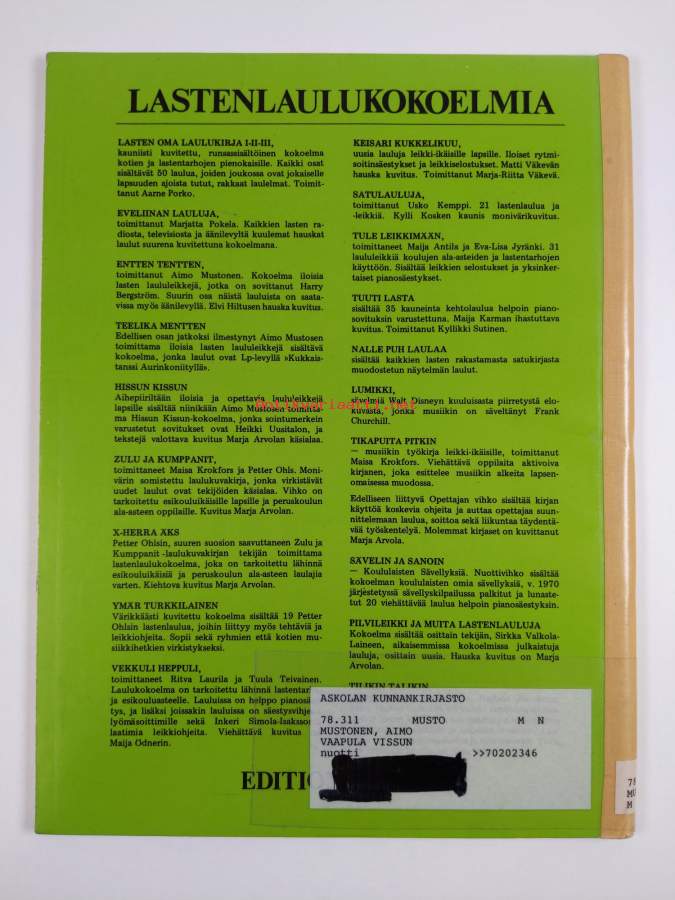 LASTENLAULUKOKOELMIA
LASTEN OMA LAULUKIRJA I-II-III,
kauniisti kuvitettu, runsassisältöinen kokoelma
kotien ja lastentarhojen pienokaisille. Kaikki osat
sisältävät 50 laulua, joiden joukossa ovat jokaiselle
lapsuuden ajoista tutut, rakkaat laulelmat. Toimit-
tanut Aarne Porko.
EVELIINAN LAULUJA,
toimittanut Marjatta Pokela. Kaikkien lasten ra-
diosta, televisiosta ja äänilevyltä kuulemat hauskat
laulut suurena kuvitettuna kokoelmana.
ENTTEN TENTTEN,
toimittanut Aimo Mustonen. Kokoelma iloisia
lasten laululeikkejä, jotka on sovittanut Harry
Bergström. Suurin osa näistä lauluista on saata-
vissa myös äänilevyllä. Elvi Hiltusen hauska kuvitus.
TEELIKA MENTTEN
Edellisen osan jatkoksi ilmestynyt Aimo Mustosen
toimittama iloisia lasten laululeikkejä sisältävä
kokoelma, jonka laulut ovat Lp-levyllä »Kukkais-
tanssi Aurinkoniityllä».
HISSUN KISSUN
Aihepiiriltään iloisia ja opettavia laululeikkejä
lapsille sisältää niinikään Aimo Mustosen toimitta-
ma Hissun Kissun-kokoelma, jonka sointumerkein
varustetut sovitukset ovat Heikki Uusitalon, ja
tekstejä valottava kuvitus Marja Arvolan käsialaa.
ZULU JA KUMPPANIT,
toimittaneet Maisa Krokfors ja Petter Ohls. Moni-
värin somistettu laulukuvakirja, jonka virkistävät
uudet laulut ovat tekijöiden käsialaa. Vihko on
tarkoitettu esikouluikäisille lapsille ja peruskoulun
ala-asteen oppilaille. Kuvitus Marja Arvolan.
X-HERRA ÄKS
Petter Ohlsin, suuren suosion saavuttaneen Zulu ja
Kumppanit -laulukuvakirjan tekijän toimittama
lastenlaulukokoelma, joka on tarkoitettu lähinnä
esikouluikäisiä ja peruskoulun ala-asteen laulajia
varten. Kiehtova kuvitus Marja Arvolan.
YMÄR TURKKILAINEN
Värikkäästi kuvitettu kokoelma sisältää 19 Petter
Ohlsin lastenlaulua, joihin liittyy myös tehtäviä ja
leikkiohjeita. Sopii sekä ryhmien että kotien mu-
siikkihetkien virkistykseksi.
VEKKULI HEPPULI,
toimittaneet Ritva Laurila ja Tuula Teivainen.
Laulukokoelma on tarkoitettu lähinnä lastentar
ja esikouluasteelle. Lauluissa on helppo pianosä
tys, ja lisäksi joissakin lauluissa on säestysvihje
lyömäsoittimille sekä Inkeri Simola-Isakssо
laatimia leikkiohjeita. Viehättävä kuvitus
Maija Odnerin.
KEISARI KUKKELIKUU,
uusia lauluja leikki-ikäisille lapsille. Iloiset rytmi-
soitinsäestykset ja leikkiselostukset. Matti Väkevän
hauska kuvitus. Toimittanut Marja-Riitta Väkevä.
SATULAULUJA,
toimittanut Usko Kemppi. 21 lastenlaulua ja
-leikkiä. Kylli Kosken kaunis monivärikuvitus.
TULE LEIKKIMÄÄN,
toimittaneet Maija Antila ja Eva-Lisa Jyränki. 31
laululeikkiä koulujen ala-asteiden ja lastentarhojen
käyttöön. Sisältää leikkien selostukset ja yksinker-
taiset pianosäestykset.
TUUTI LASTA
sisältää 35 kauneinta kehtolaulua helpoin piano-
sovituksin varustettuna. Maija Karman ihastuttava
kuvitus. Toimittanut Kyllikki Sutinen.
NALLE PUH LAULAA
sisältää kaikkien lasten rakastamasta satukirjasta
muodostetun näytelmän laulut.
LUMIKKI,
sävelmiä Walt Disneyn kuuluisasta piirretystä elo-
kuvasta, jonka musiikin on säveltänyt Frank
Churchill.
TIKAPUITA PITKIN
— musiikin työkirja leikki-ikäisille, toimittanut
Maisa Krokfors. Viehättävä oppilaita aktivoiva
kirjanen, joka esittelee musiikin alkeita lapsen-
omaisessa muodossa.
Edelliseen liittyvä Opettajan vihko sisältää kirjan
käyttöä koskevia ohjeita ja auttaa opettajaa suun-
nittelemaan laulua, soittoa sekä liikuntaa täydentä-
vää työskentelyä. Molemmat kirjaset on kuvittanut
Marja Arvola.
SÄVELIN JA SANOIN
— Koululaisten Sävellyksiä. Nuottivihko sisältää
kokoelman koululaisten omia sävellyksiä, v. 1970
järjestetyssä sävellyskilpailussa palkitut ja lunaste-
tut 20 viehättävää laulua helpoin pianosäestyksin.
PILVILEIKKI JA MUITA LASTENLAULUJA
Kokoelma sisältää osittain tekijän, Sirkka Valkola-
Laineen, aikaisemmissa kokoelmissa julkaistuja
lauluja, osittain uusia. Hauska kuvitus on Marja
Arvolan.
TILIKIN TALIKIN
EDITIO
ASKOLAN KUNNANKIRJASTO
78.311 MUSTO M N
MUSTONEN, AIMO
VAAPULA VISSUN
nuotti >>70202346
78
MU
M
antikvariaatti.net